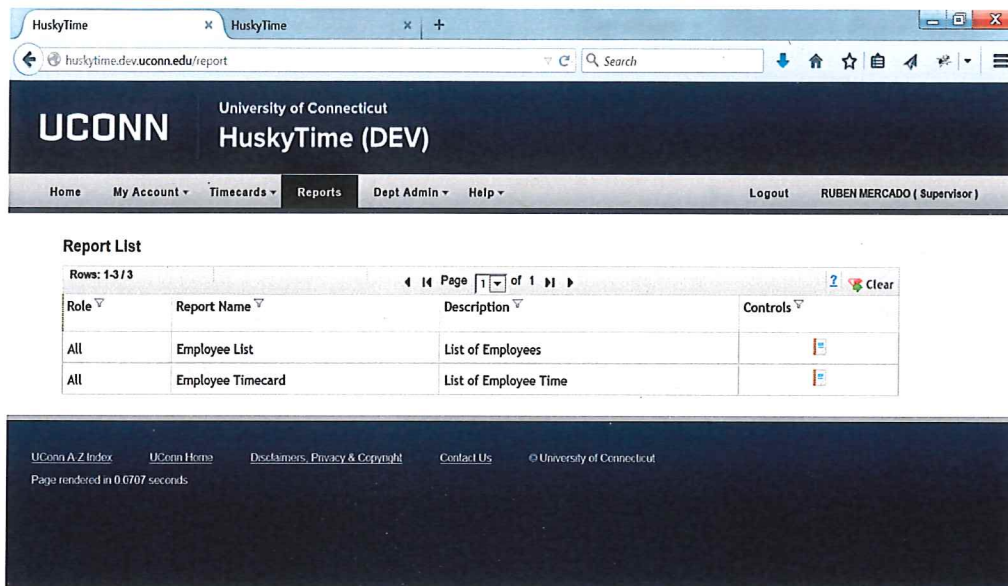 HuskyTime × HuskyTime × +
huskytime.dev.uconn.edu/report Search
UCONN
University of Connecticut
HuskyTime (DEV)
Home My Account Timecards Reports Dept Admin Help Logout RUBEN MERCADO ( Supervisor )
Report List
Rows: 1-3 / 3 Page 1 of 1 ? Clear
Role Report Name Description Controls
All Employee List List of Employees
All Employee Timecard List of Employee Time
UConn A-Z Index UConn Home Disclaimers, Privacy & Copyright Contact Us © University of Connecticut
Page rendered in 0.0707 seconds